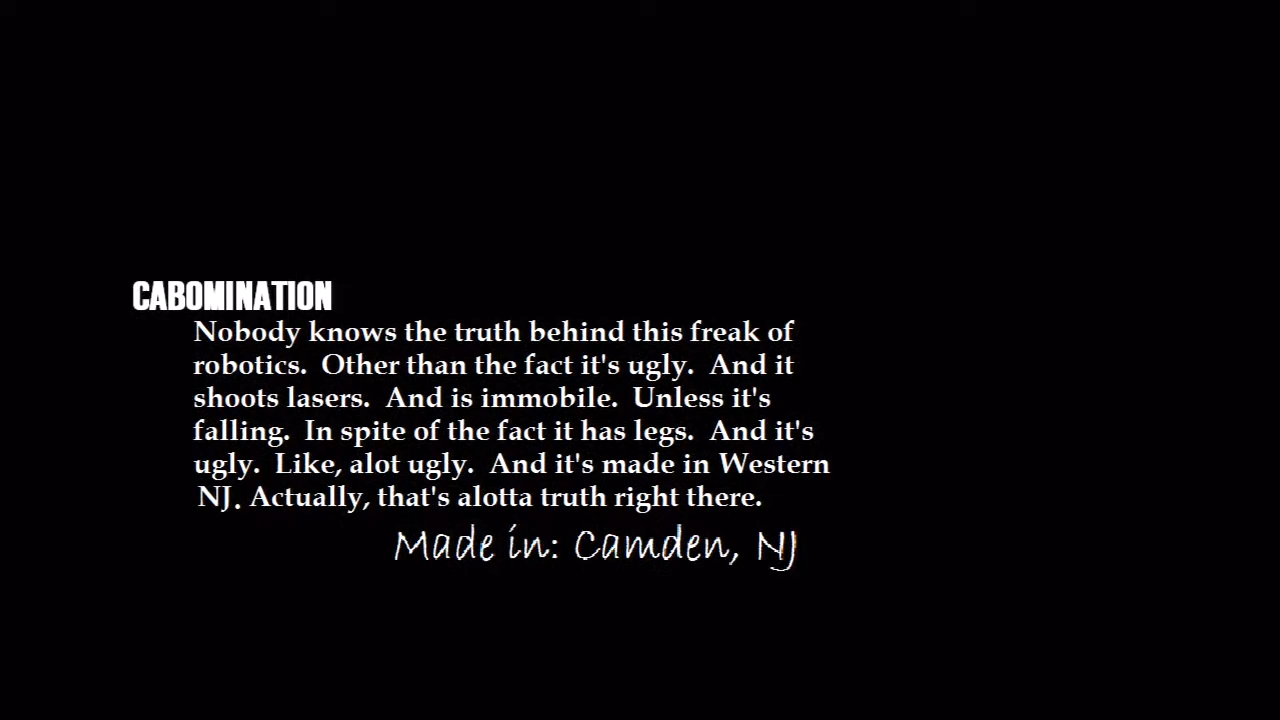 CABOMINATION
Nobody knows the truth behind this freak of
robotics.  Other than the fact it's ugly.  And it
shoots lasers.  And is immobile.  Unless it's
falling.  In spite of the fact it has legs.  And it's
ugly.  Like, alot ugly.  And it's made in Western
NJ. Actually, that's alotta truth right there.
Made in: Camden, NJ